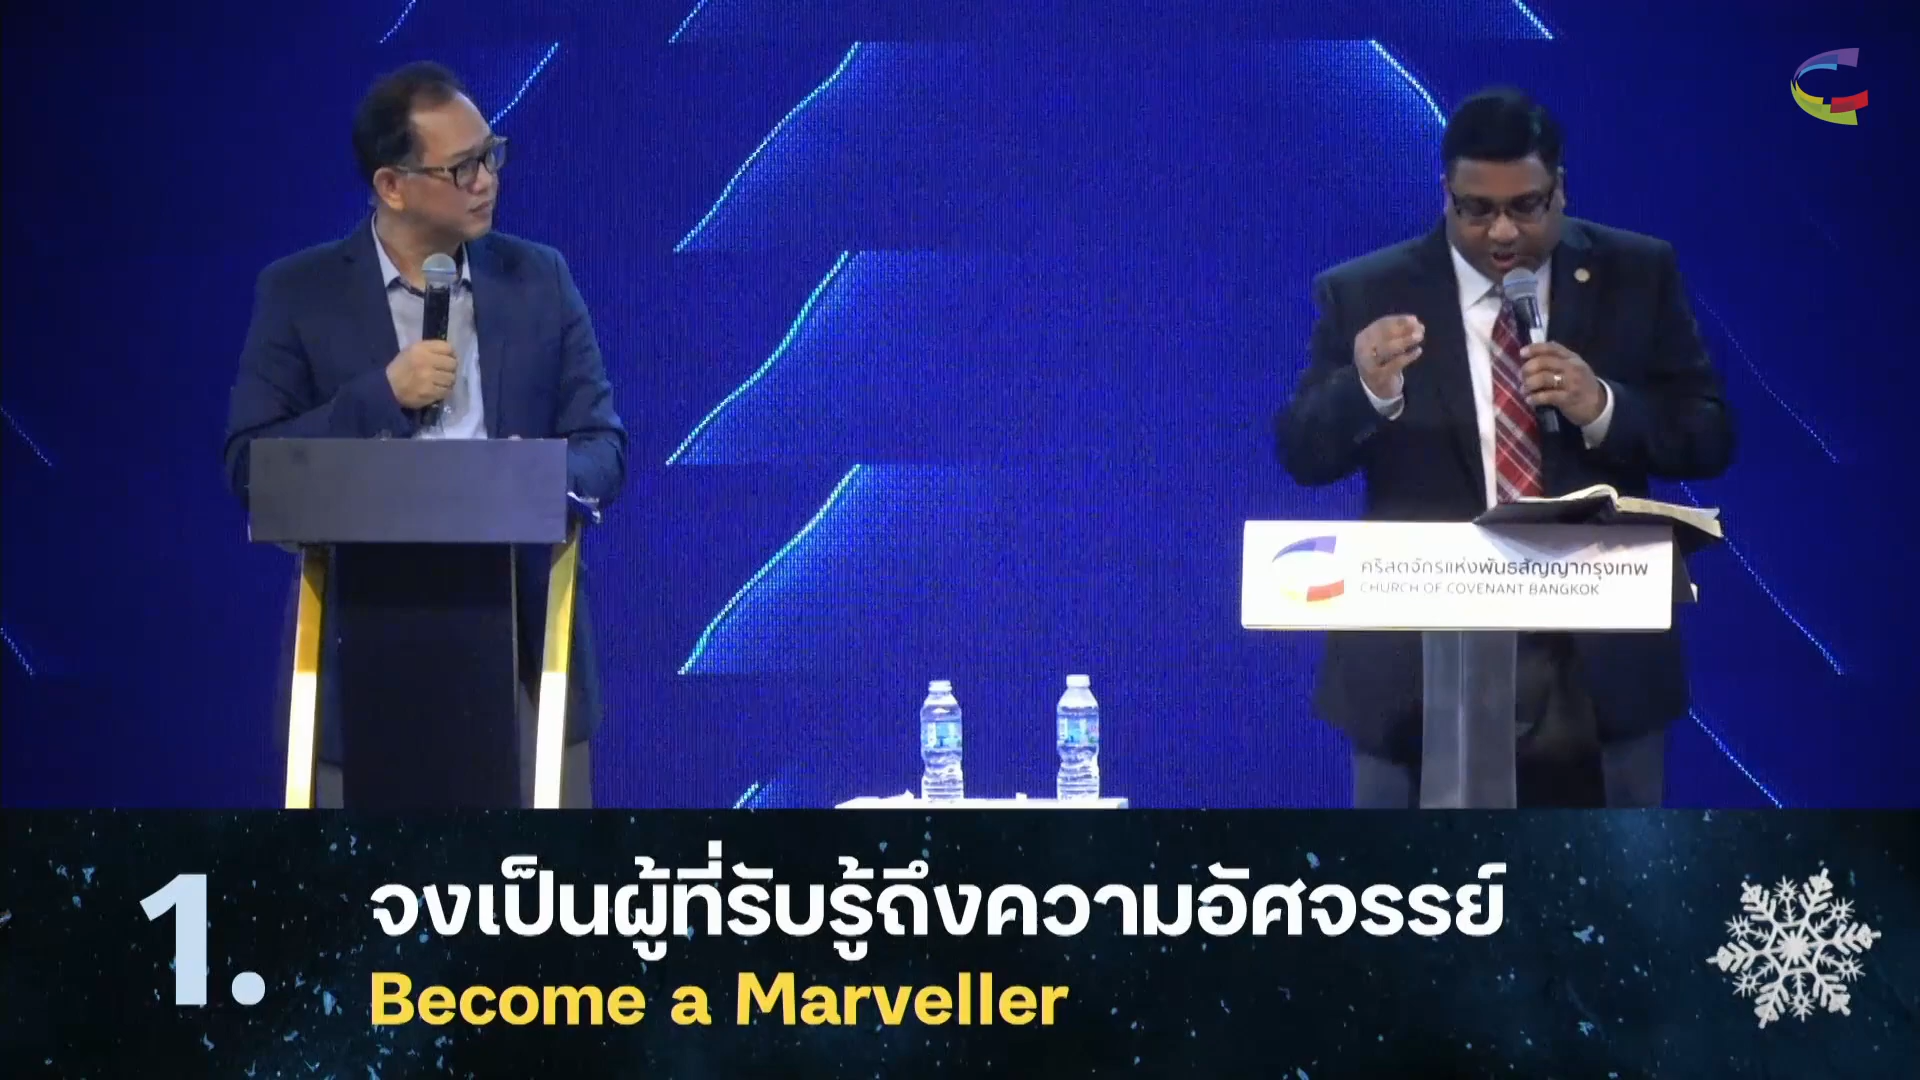 คริสตจักรแห่งพันธสัญญากรุงเทพ
CHURCH OF COVENANT BANGKOK
1. จงเป็นผู้ที่รับรู้ถึงความอัศจรรย์
Become a Marveller